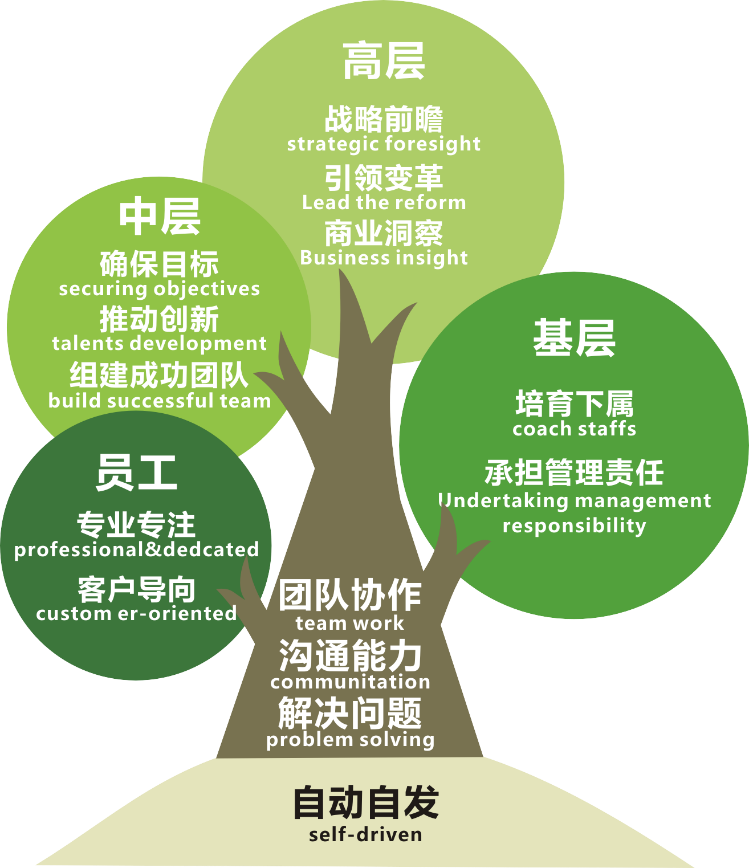 高层
战略前瞻
strategic foresight
引领变革
Lead the reform
商业洞察
Business insight
中层
确保目标
securing objectives
推动创新
talents development
组建成功团队
build successful team
基层
培育下属
coach staffs
承担管理责任
Undertaking management
responsibility
员工
专业专注
professional&dedcated
客户导向
custom er-oriented
团队协作
team work
沟通能力
communitation
解决问题
problem solving
自动自发
self-driven